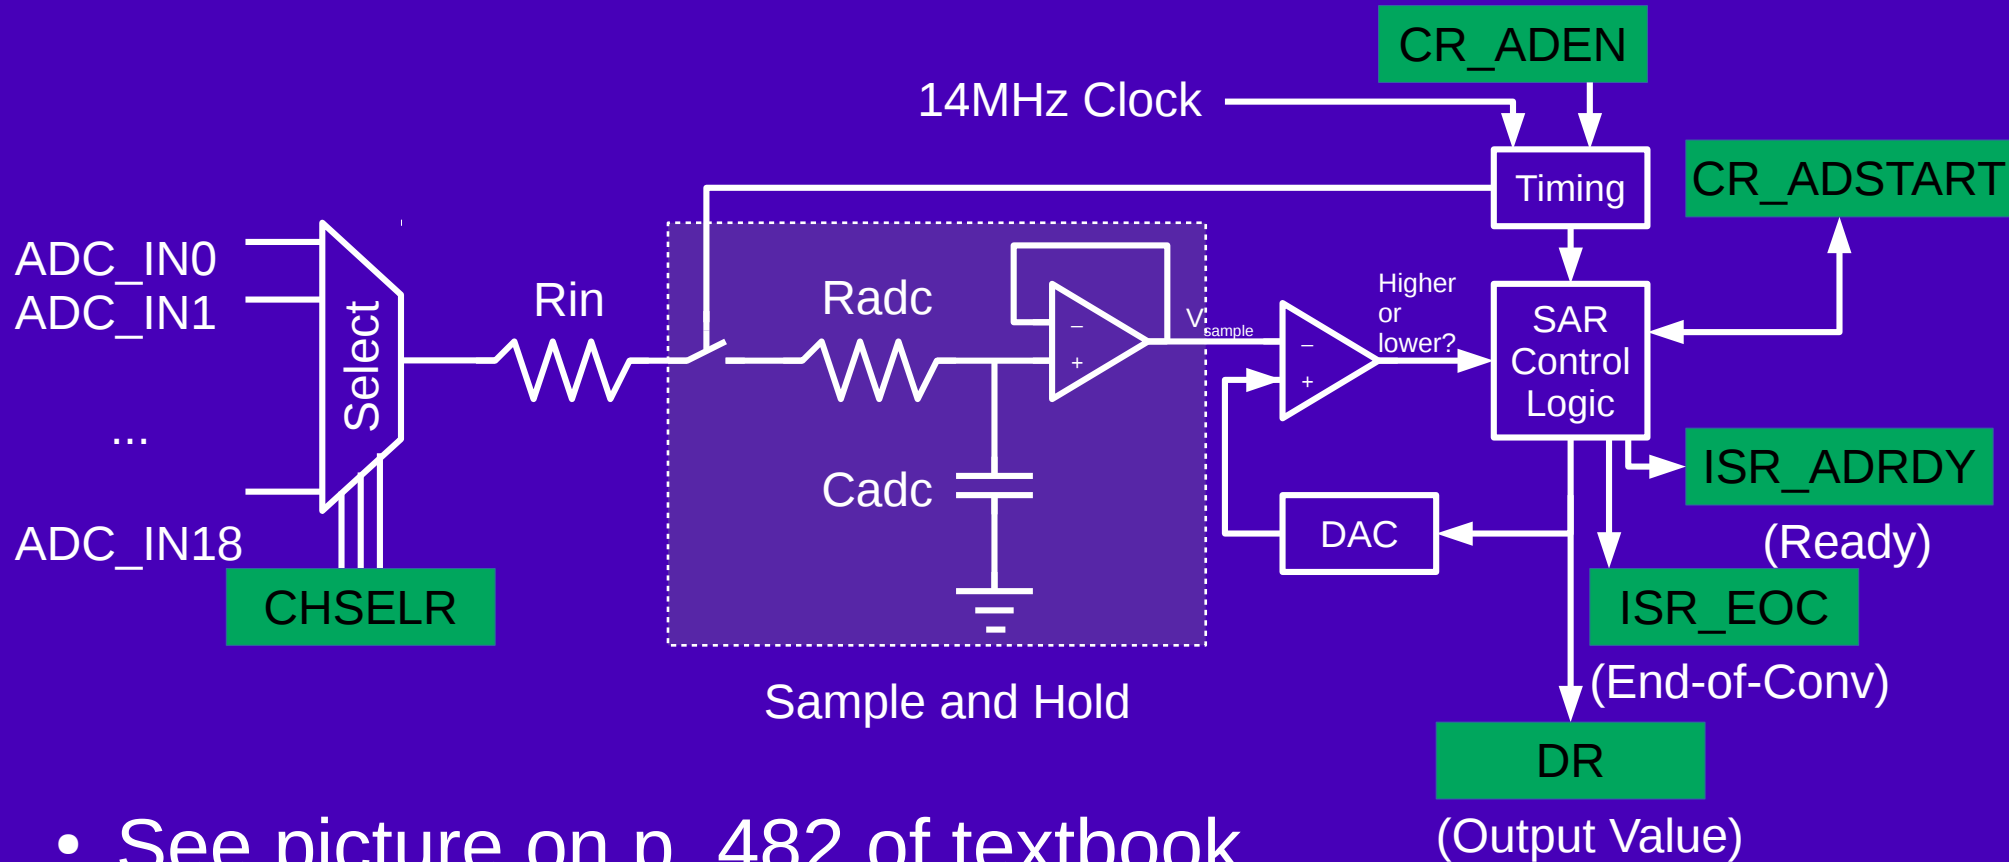 CR_ADEN
14MHz Clock
Timing
CR_ADSTART
ADC_IN0
ADC_IN1
...
ADC_IN18
Select
CHSELR
Rin
Radc
Cadc
–
+
Sample and Hold
Vsample
–
+
Higher
or
lower?
SAR
Control
Logic
DAC
ISR_ADRDY
(Ready)
ISR_EOC
(End-of-Conv)
DR
(Output Value)
• See picture on p. 482 of textbook